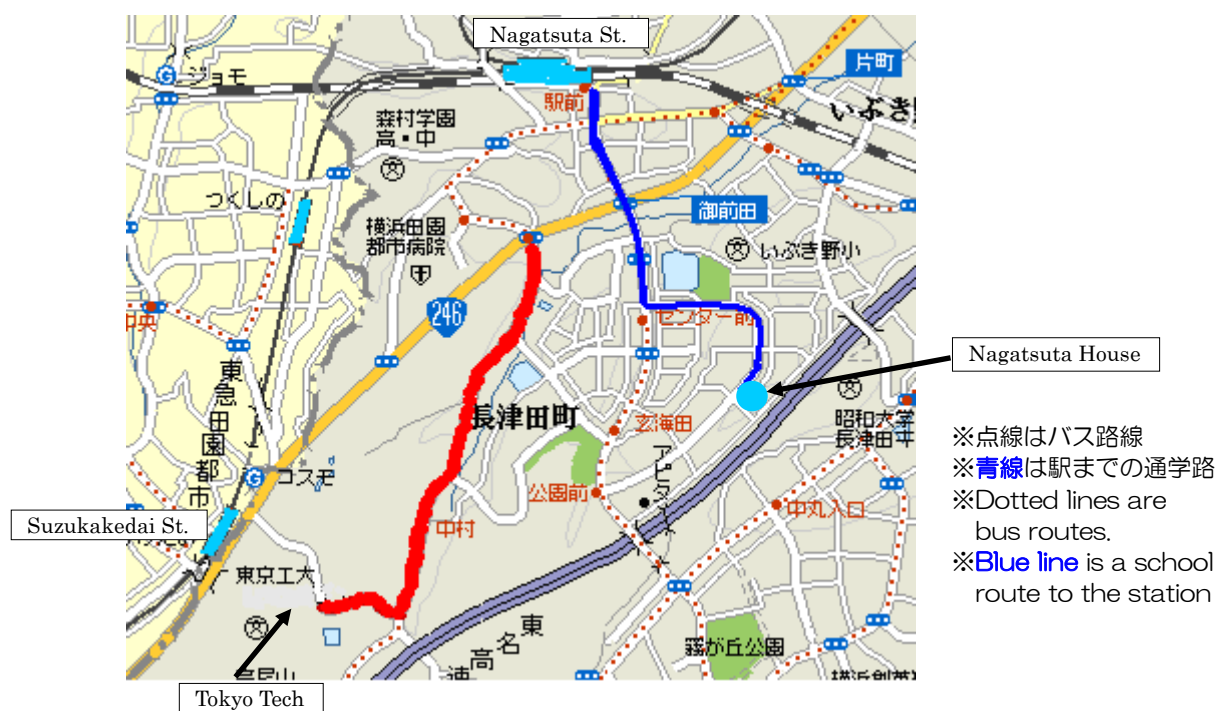 Nagatsuta St.
片町
ジョモ
駅前
いぶき
森村学園
高・中
つくしの
御前田
横浜田園
都市病院
いぶき野小
246
中央
センター前
Nagatsuta House
東急田園都市
長津田町
玄海田
昭和大学
長津田
アピタ
コスモ
公園前
中丸入口
中村
Suzukakedai St.
東京工大
東名高速
霧が丘公園
Tokyo Tech
※点線はバス路線
※青線は駅までの通学路
※Dotted lines are
bus routes.
※Blue line is a school
route to the station